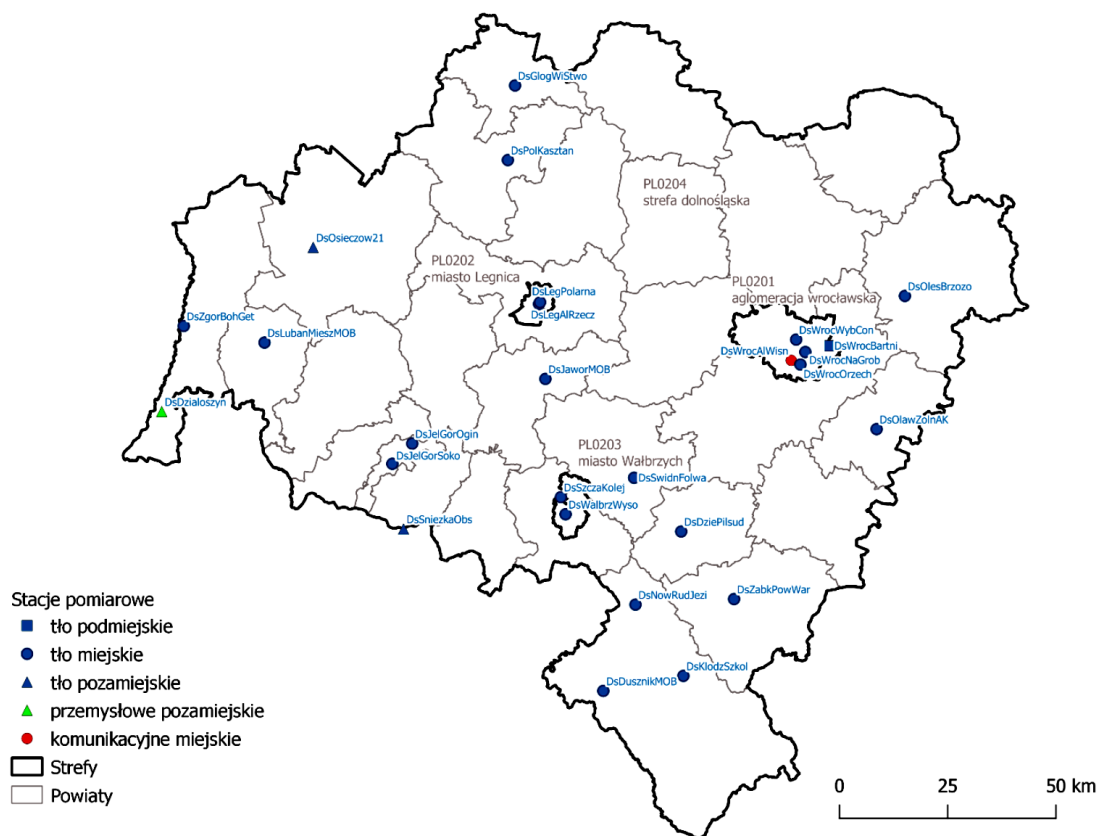 DsGlogWiStwo
DsPolKasztan
PL0204
strefa dolnośląska
DsOsieczow21
PL0202
miasto Legnica
PL0201
aglomeracja wrocławska
DsLegPolarna
DsLegAlRzecz
DsOlesBrzozo
DsZgorBohGet
DsLubanMieszMOB
DsWrocWybCon
DsWrocBartni
DsWrocAlWisn
DsWrocNaGrob
DsWrocOrzech
DsJaworMOB
DsDzialoszyn
DsOlawZolnAK
DsJelGorOgin
DsJelGorSoko
PL0203
miasto Wałbrzych
DsSwidnFolwa
DsSzczaKolej
DsWalbrzWyso
DsSniezkaObs
DsDziePilsud
DsNowRudJezi
DsZabkPowWar
DsKlodzSzkol
DsDusznikMOB
Stacje pomiarowe
tło podmiejskie
tło miejskie
tło pozamiejskie
przemysłowe pozamiejskie
komunikacyjne miejskie
Strefy
Powiaty
0 25 50 km